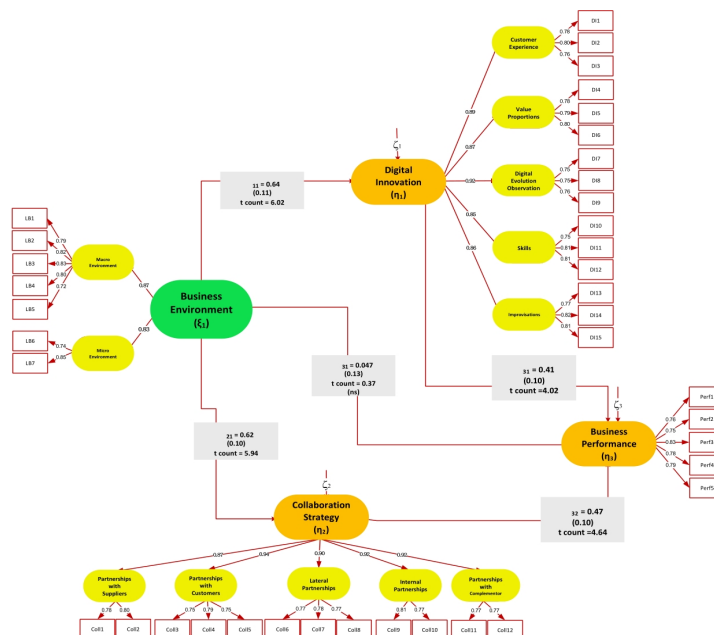 Customer
Experience
0.78
0.80
0.76
DI1
DI2
DI3
0.89
Value
Proportions
0.78
0.79
0.80
DI4
DI5
DI6
0.87
ζ1
Digital
Innovation
(η1)
0.92
Digital
Evolution
Observation
0.75
0.75
0.76
DI7
DI8
DI9
0.85
Skills
0.75
0.81
0.81
DI10
DI11
DI12
0.86
Improvisations
0.77
0.82
0.81
DI13
DI14
DI15
11 = 0.64
(0.11)
t count = 6.02
LB1
LB2
LB3
LB4
LB5
0.79
0.82
0.83
0.80
0.72
Macro
Environment
0.87
Business
Environment
(ξ1)
LB6
LB7
0.74
0.85
Micro
Environment
0.83
31 = 0.047
(0.13)
t count = 0.37
(ns)
31 = 0.41
(0.10)
t count =4.02
21 = 0.62
(0.10)
t count = 5.94
ζ3
Business
Performance
(η3)
0.76
0.75
0.83
0.78
0.79
Perf1
Perf2
Perf3
Perf4
Perf5
32 = 0.47
(0.10)
t count =4.64
ζ2
Collaboration
Strategy
(η2)
0.87
0.94
0.90
0.92
0.92
Partnerships
with
Suppliers
Partnerships
with
Customers
Lateral
Partnerships
Internal
Partnerships
Partnerships
with
Complementor
0.78
0.80
0.75
0.79
0.75
0.77
0.78
0.77
0.81
0.77
0.77
0.77
Coll1
Coll2
Coll3
Coll4
Coll5
Coll6
Coll7
Coll8
Coll9
Coll10
Coll11
Coll12